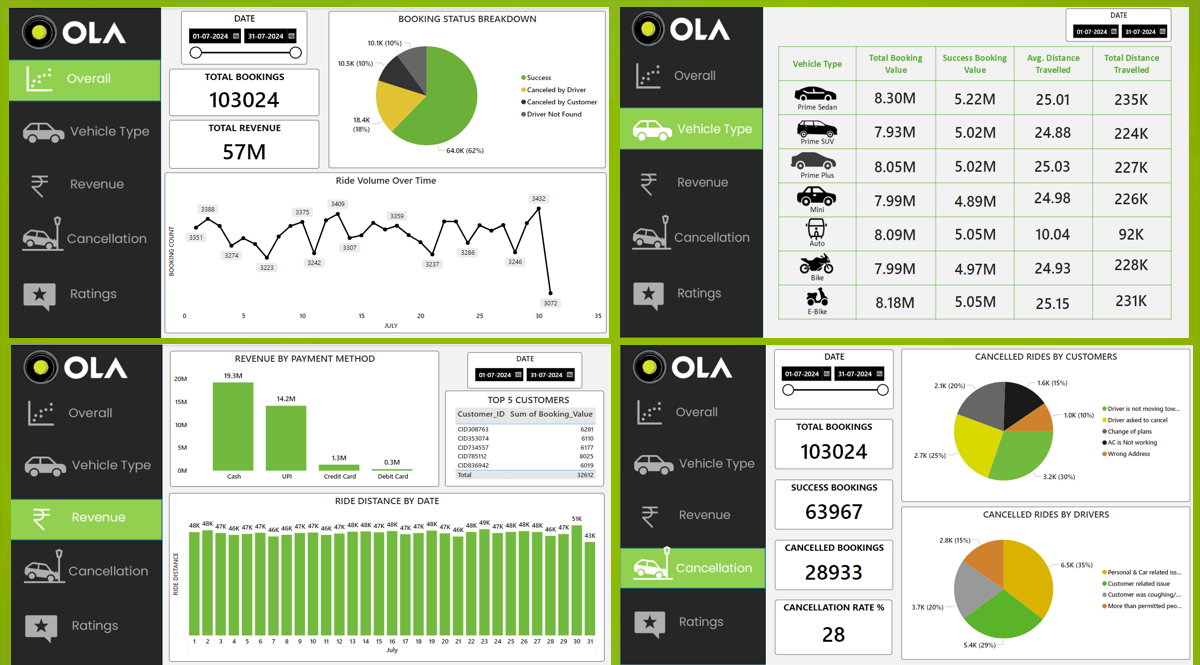 OLA
Overall
Vehicle Type
Revenue
Cancellation
Ratings
DATE
01-07-2024 31-07-2024
TOTAL BOOKINGS
103024
TOTAL REVENUE
57M
BOOKING STATUS BREAKDOWN
10.1K (10%)
10.5K (10%)
18.4K
(18%)
64.0K (62%)
Success
Canceled by Driver
Canceled by Customer
Driver Not Found
Ride Volume Over Time
BOOKING COUNT
3351
3388
3274
3223
3375
3242
3409
3307
3359
3237
3286
3246
3432
3072
0 5 10 15 20 25 30 35
JULY
OLA
Overall
Vehicle Type
Revenue
Cancellation
Ratings
DATE
01-07-2024 31-07-2024
Vehicle Type Total Booking Value Success Booking Value Avg. Distance Travelled Total Distance Travelled
Prime Sedan 8.30M 5.22M 25.01 235K
Prime SUV 7.93M 5.02M 24.88 224K
Prime Plus 8.05M 5.02M 25.03 227K
Mini 7.99M 4.89M 24.98 226K
Auto 8.09M 5.05M 10.04 92K
Bike 7.99M 4.97M 24.93 228K
E-Bike 8.18M 5.05M 25.15 231K
OLA
Overall
Vehicle Type
Revenue
Cancellation
Ratings
REVENUE BY PAYMENT METHOD
20M
15M
10M
5M
0M
19.3M
14.2M
1.3M
0.3M
Cash UPI Credit Card Debit Card
DATE
01-07-2024 31-07-2024
TOP 5 CUSTOMERS
Customer_ID Sum of Booking_Value
CID308763 6281
CID353074 6110
CID734557 6177
CID785112 8025
CID836942 6019
Total 32612
RIDE DISTANCE BY DATE
RIDE DISTANCE
48K 48K 47K 46K 47K 47K 46K 46K 47K 47K 46K 46K 48K 48K 47K 48K 47K 47K 48K 47K 46K 48K 49K 47K 48K 48K 48K 46K 47K 51K 43K
1 2 3 4 5 6 7 8 9 10 11 12 13 14 15 16 17 18 19 20 21 22 23 24 25 26 27 28 29 30 31
July
OLA
Overall
Vehicle Type
Revenue
Cancellation
Ratings
DATE
01-07-2024 31-07-2024
TOTAL BOOKINGS
103024
SUCCESS BOOKINGS
63967
CANCELLED BOOKINGS
28933
CANCELLATION RATE %
28
CANCELLED RIDES BY CUSTOMERS
2.1K (20%)
1.6K (15%)
1.0K (10%)
2.7K (25%)
3.2K (30%)
Driver is not moving tow...
Driver asked to cancel
Change of plans
AC is Not working
Wrong Address
CANCELLED RIDES BY DRIVERS
2.8K (15%)
6.5K (35%)
3.7K (20%)
5.4K (29%)
Personal & Car related iss...
Customer related issue
Customer was coughing/...
More than permitted peo...